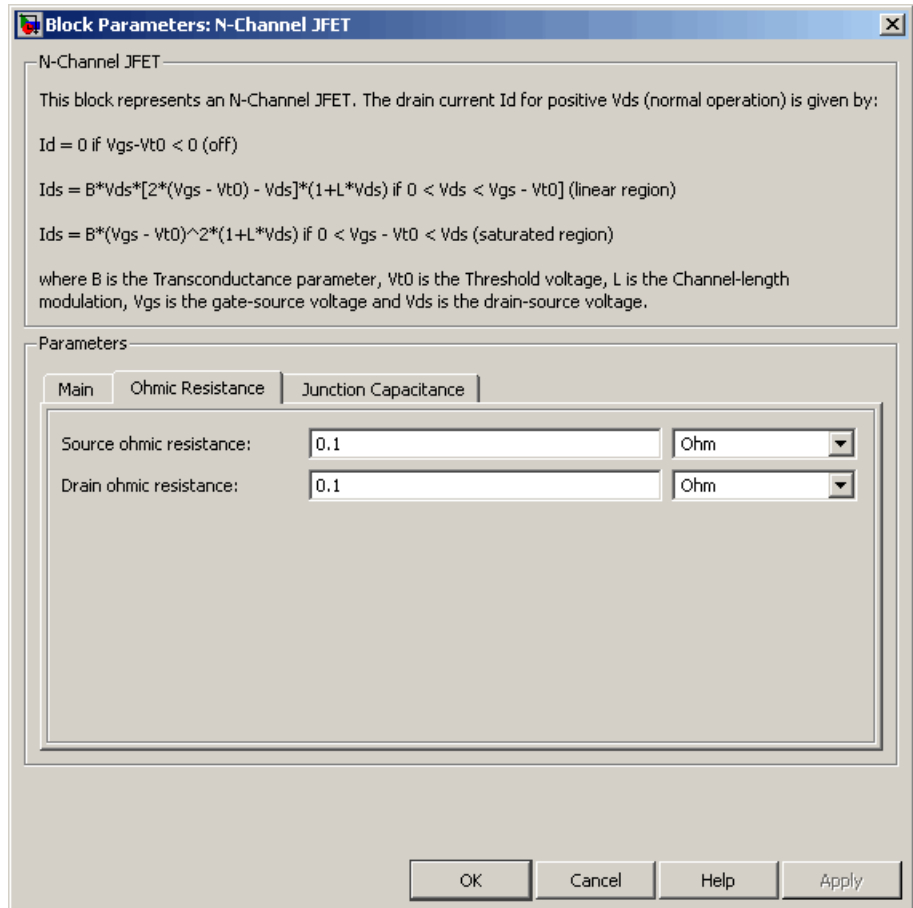 Block Parameters: N-Channel JFET
N-Channel JFET
This block represents an N-Channel JFET. The drain current Id for positive Vds (normal operation) is given by:
Id = 0 if Vgs-Vt0 < 0 (off)
Ids = B*Vds*[2*(Vgs - Vt0) - Vds]*(1+L*Vds) if 0 < Vds < Vgs - Vt0] (linear region)
Ids = B*(Vgs - Vt0)^2*(1+L*Vds) if 0 < Vgs - Vt0 < Vds (saturated region)
where B is the Transconductance parameter, Vt0 is the Threshold voltage, L is the Channel-length
modulation, Vgs is the gate-source voltage and Vds is the drain-source voltage.
Parameters
Main Ohmic Resistance Junction Capacitance
Source ohmic resistance: 0.1 Ohm
Drain ohmic resistance: 0.1 Ohm
OK Cancel Help Apply